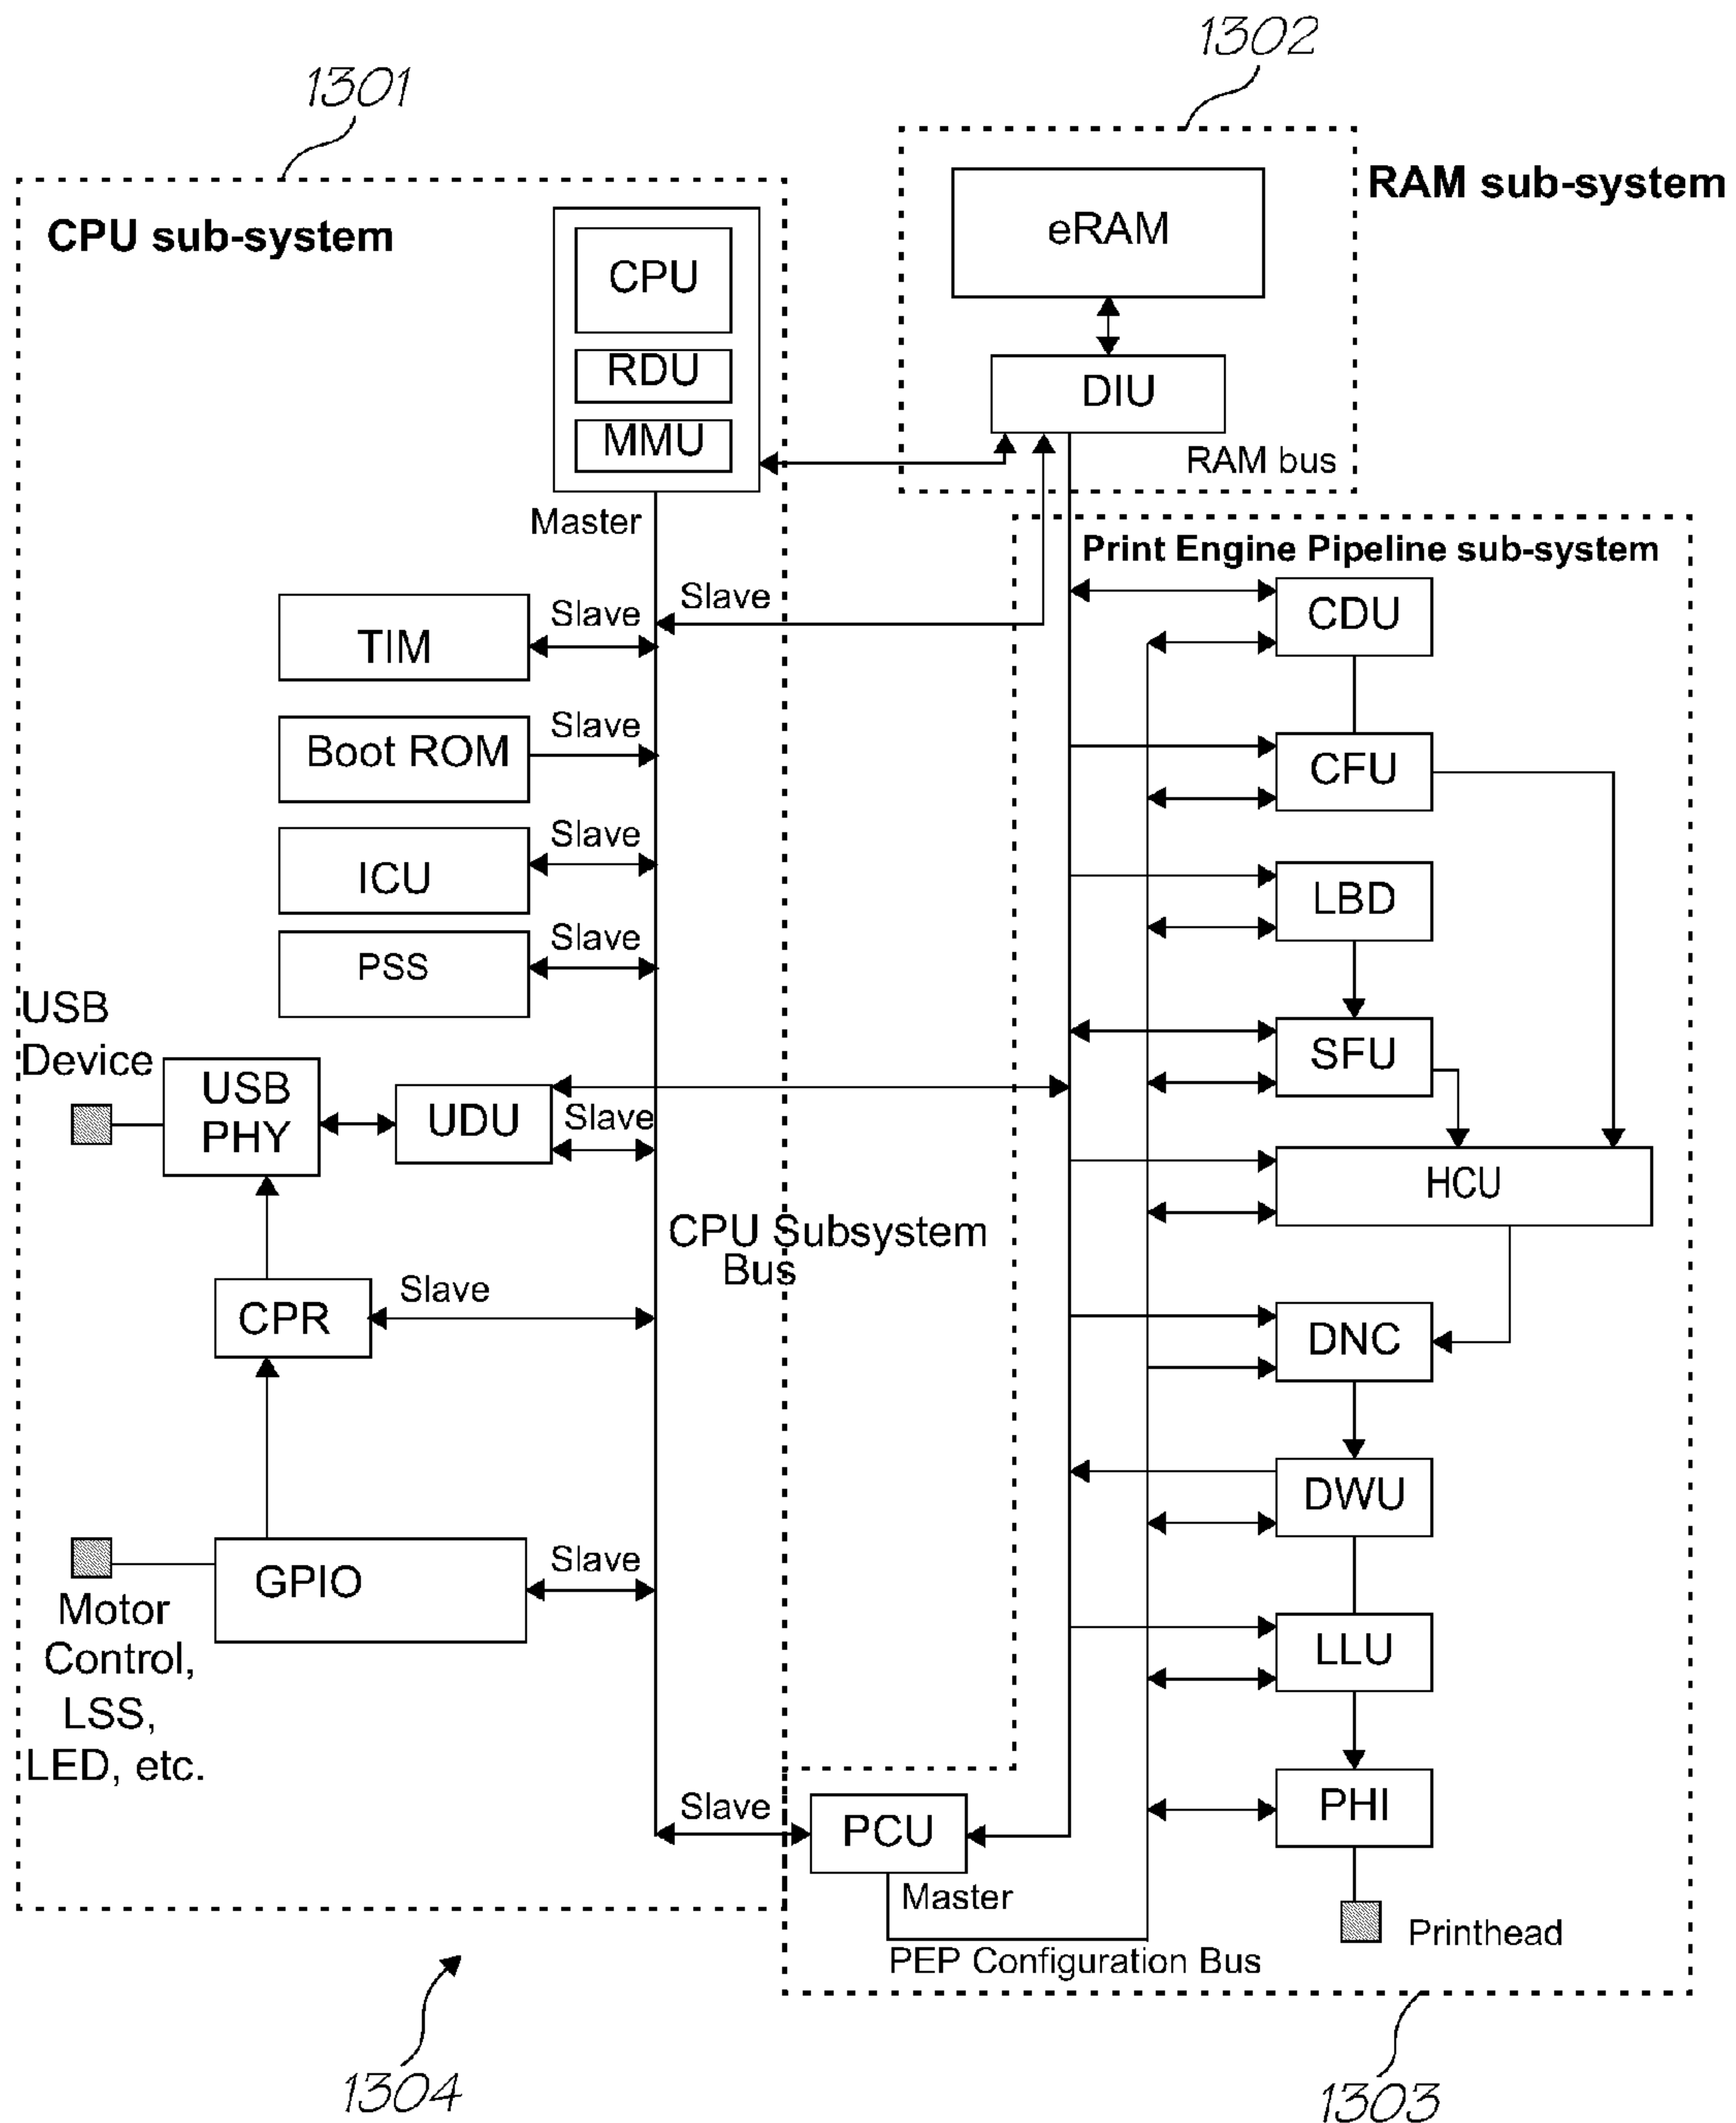 1302
1301
RAM sub-system
CPU sub-system
eRAM
CPU
RDU
DIU
MMU
RAM bus
Master
Print Engine Pipeline sub-system
Slave
Slave
CDU
TIM
Slave
Boot ROM
CFU
Slave
ICU
LBD
Slave
PSS
USB
Device
SFU
USB
PHY
UDU
Slave
HCU
CPU Subsystem
Bus
Slave
CPR
DNC
DWU
Slave
GPIO
Motor
Control,
LSS,
LED, etc.
LLU
Slave
PCU
PHI
Master
Printhead
PEP Configuration Bus
1304
1303